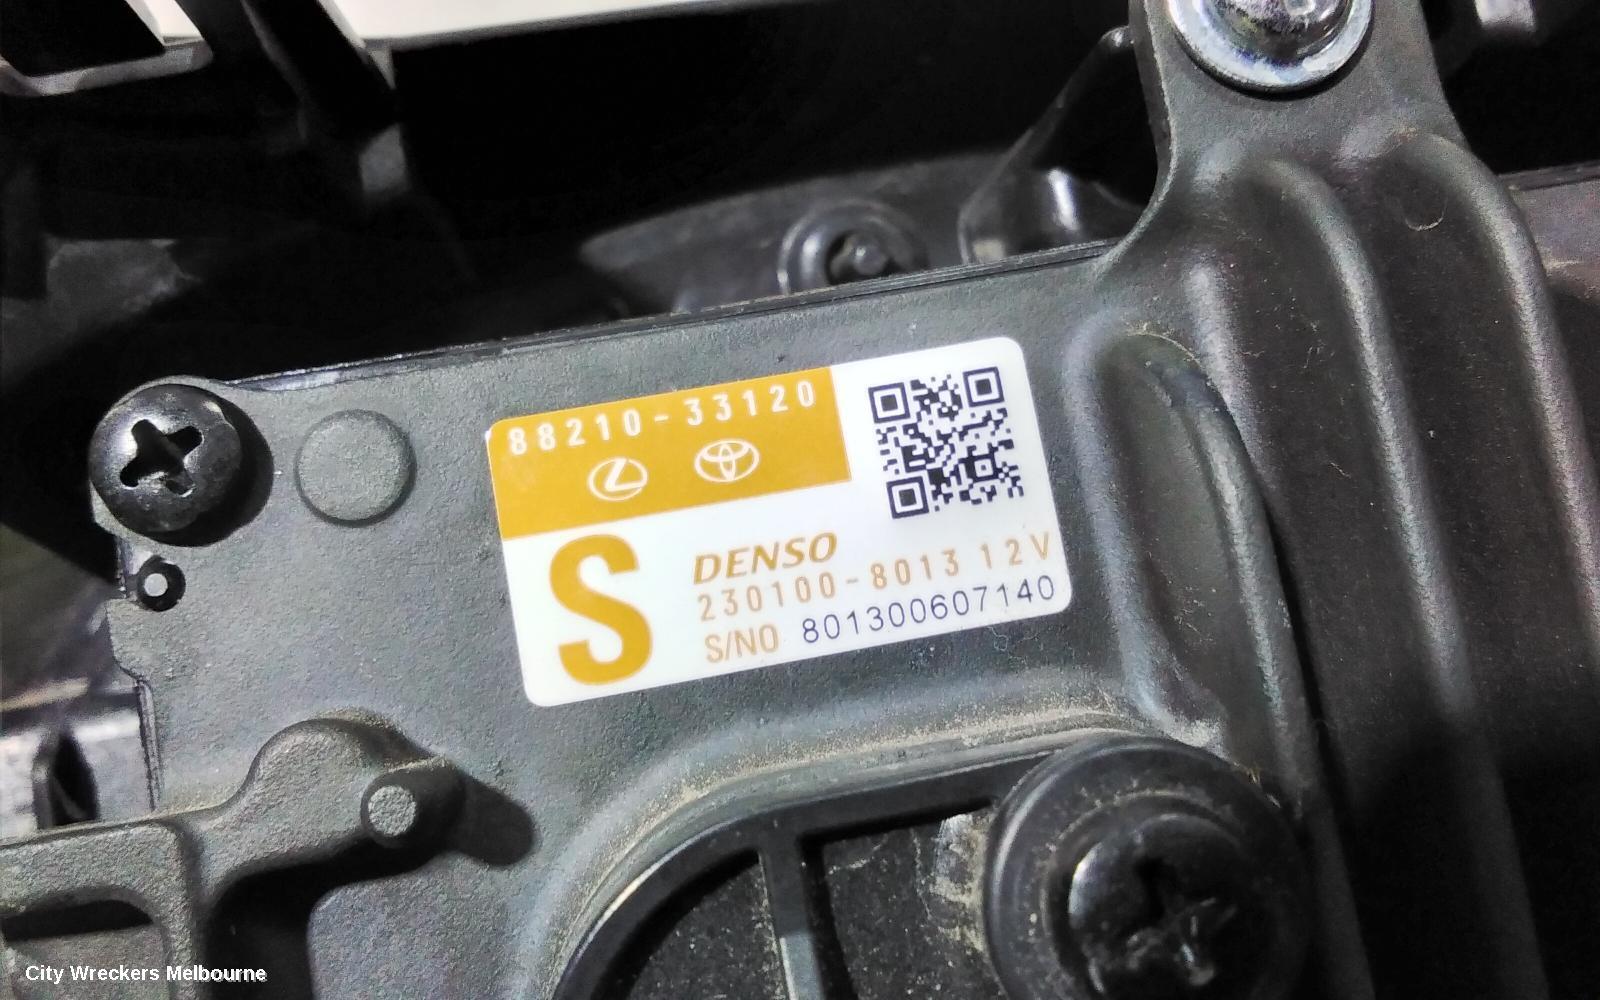 88210-33120
S
DENSO
230100-8013 12V
S/NO 801300607140
City Wreckers Melbourne